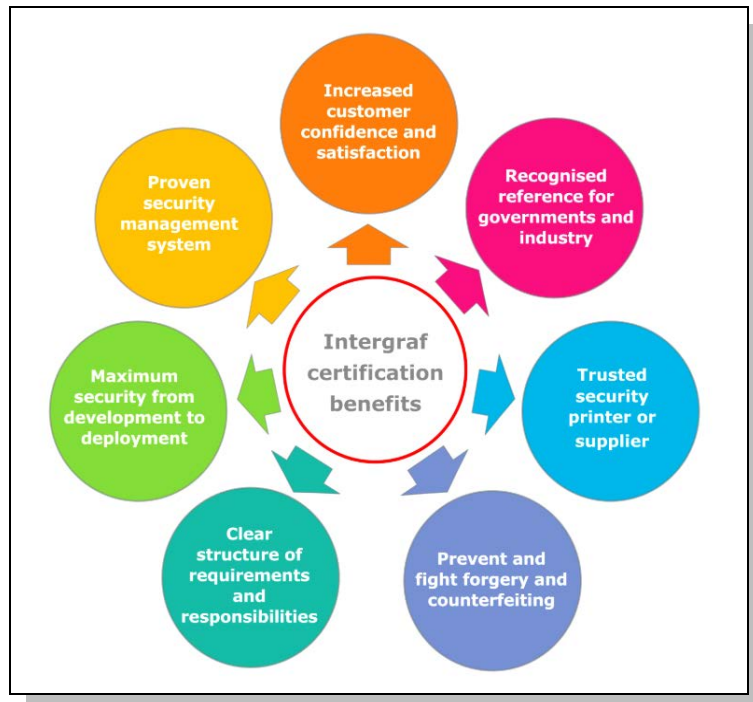 Increased
customer
confidence and
satisfaction
Recognised
reference for
governments and
industry
Trusted
security
printer or
supplier
Prevent and
fight forgery and
counterfeiting
Clear
structure of
requirements
and
responsibilities
Maximum
security from
development to
deployment
Proven
security
management
system
Intergraf
certification
benefits